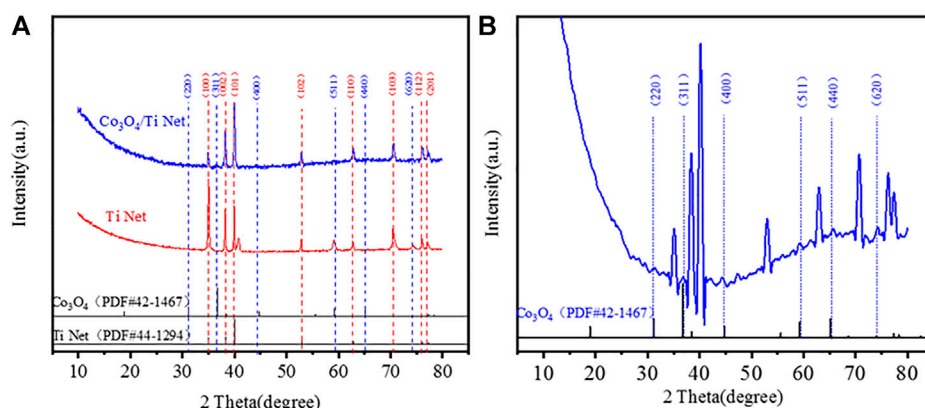 A
Intensity(a.u.)
(220)
(100)
(311)
(002)
(101)
(400)
(102)
(511)
(110)
(440)
(103)
(620)
(112)
(201)
Co₃O₄/Ti Net
Ti Net
Co₃O₄（PDF#42-1467）
Ti Net（PDF#44-1294）
10 20 30 40 50 60 70 80
2 Theta(degree)
B
Intensity(a.u.)
(220)
(311)
(400)
(511)
(440)
(620)
Co₃O₄（PDF#42-1467）
10 20 30 40 50 60 70 80
2 Theta(degree)